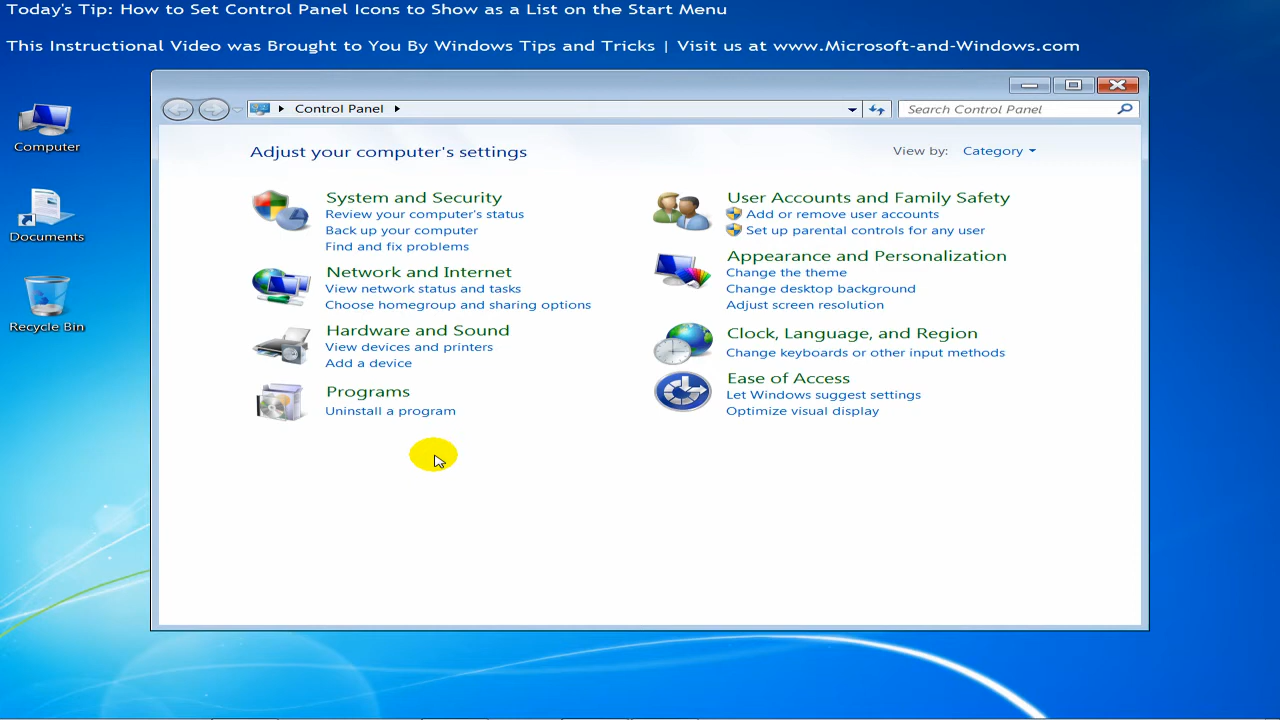 Today's Tip: How to Set Control Panel Icons to Show as a List on the Start Menu
This Instructional Video was Brought to You By Windows Tips and Tricks | Visit us at www.Microsoft-and-Windows.com
Computer
Documents
Recycle Bin
Control Panel
Search Control Panel
Adjust your computer's settings
View by: Category
System and Security
Review your computer's status
Back up your computer
Find and fix problems
Network and Internet
View network status and tasks
Choose homegroup and sharing options
Hardware and Sound
View devices and printers
Add a device
Programs
Uninstall a program
User Accounts and Family Safety
Add or remove user accounts
Set up parental controls for any user
Appearance and Personalization
Change the theme
Change desktop background
Adjust screen resolution
Clock, Language, and Region
Change keyboards or other input methods
Ease of Access
Let Windows suggest settings
Optimize visual display